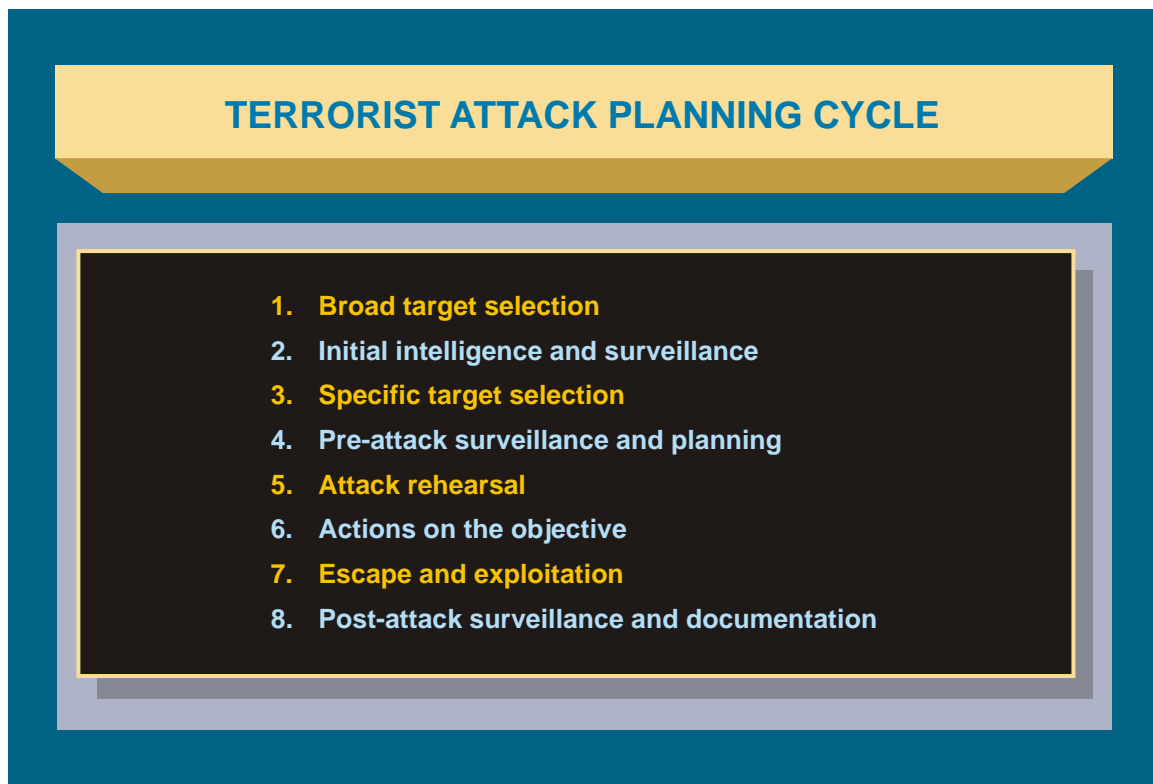 TERRORIST ATTACK PLANNING CYCLE
1. Broad target selection
2. Initial intelligence and surveillance
3. Specific target selection
4. Pre-attack surveillance and planning
5. Attack rehearsal
6. Actions on the objective
7. Escape and exploitation
8. Post-attack surveillance and documentation